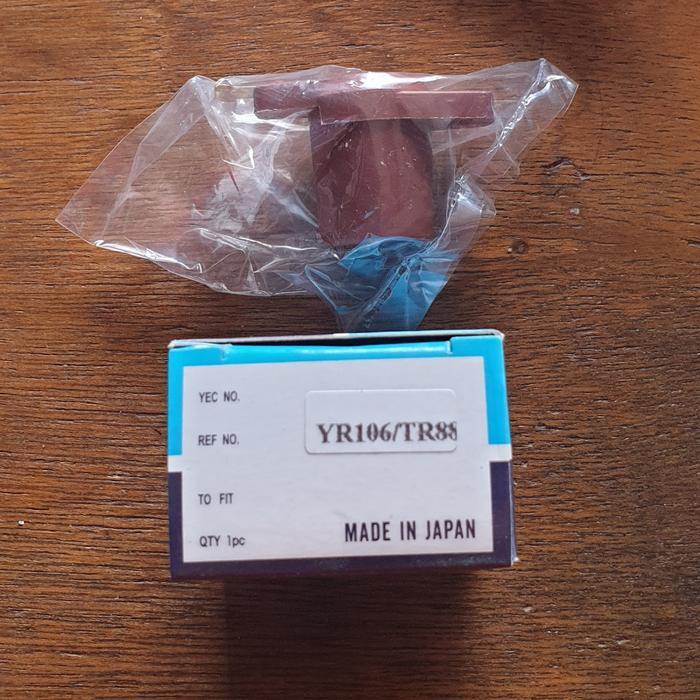 YEC NO.
YR106/TR88
REF NO.
TO FIT
QTY 1pc
MADE IN JAPAN